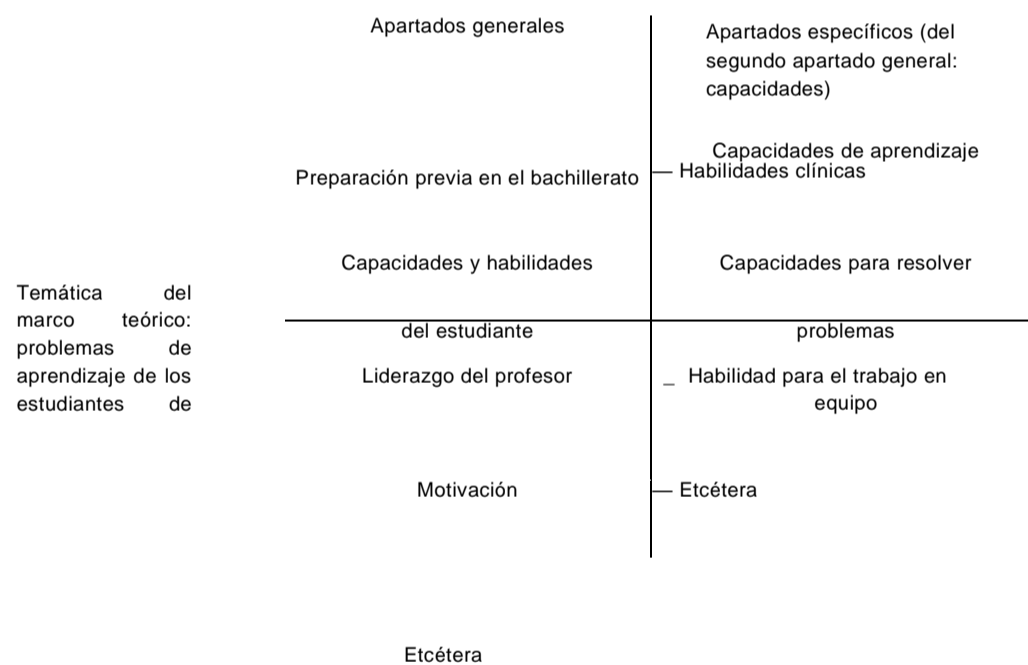 Apartados generales
Apartados específicos (del
segundo apartado general:
capacidades)
Capacidades de aprendizaje
Preparación previa en el bachillerato
— Habilidades clínicas
Capacidades y habilidades
del estudiante
Capacidades para resolver
problemas
Temática del
marco teórico:
problemas de
aprendizaje de los
estudiantes de
Liderazgo del profesor
_ Habilidad para el trabajo en
equipo
Motivación
— Etcétera
Etcétera